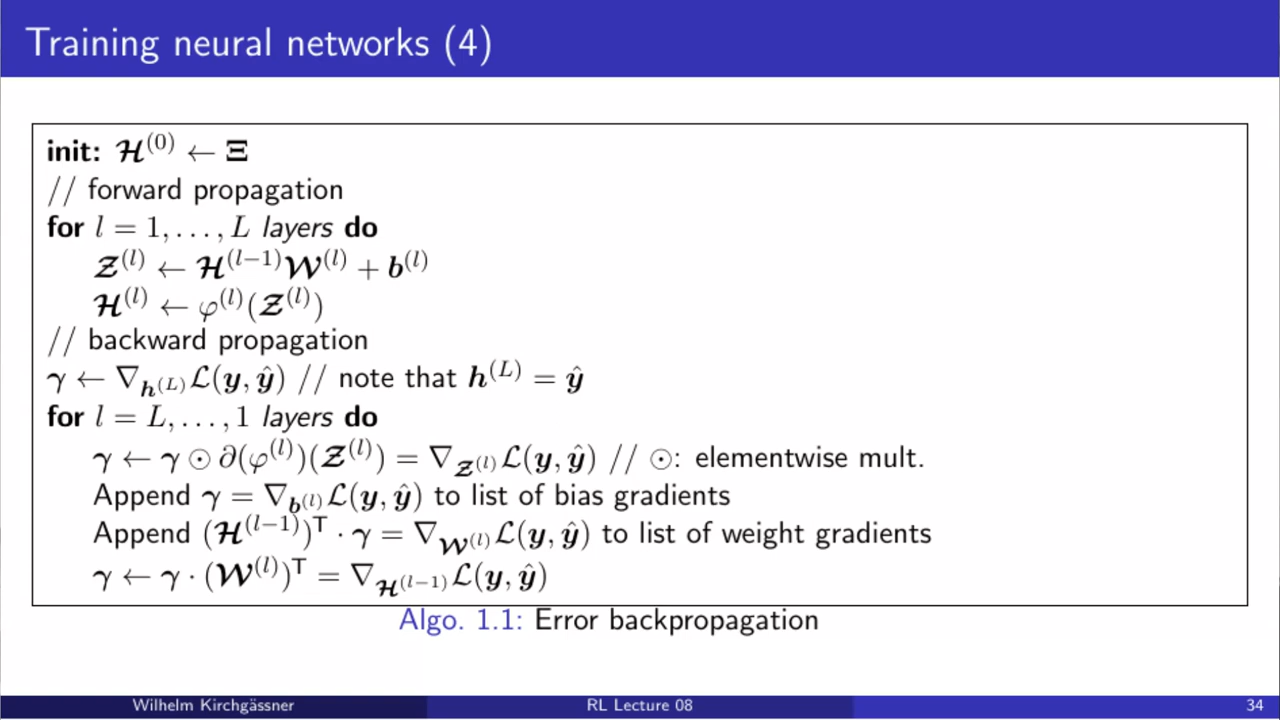 Training neural networks (4)
init: 𝓗^(0) ← Ξ
// forward propagation
for l = 1, . . . , L layers do
𝓩^(l) ← 𝓗^(l−1)𝓦^(l) + b^(l)
𝓗^(l) ← φ^(l)(𝓩^(l))
// backward propagation
γ ← ∇_h^(L) ℒ(y, ŷ) // note that h^(L) = ŷ
for l = L, . . . , 1 layers do
γ ← γ ⊙ ∂(φ^(l))(𝓩^(l)) = ∇_𝓩^(l) ℒ(y, ŷ) // ⊙: elementwise mult.
Append γ = ∇_b^(l) ℒ(y, ŷ) to list of bias gradients
Append (𝓗^(l−1))^T · γ = ∇_𝓦^(l) ℒ(y, ŷ) to list of weight gradients
γ ← γ · (𝓦^(l))^T = ∇_𝓗^(l−1) ℒ(y, ŷ)
Algo. 1.1: Error backpropagation
Wilhelm Kirchgässner RL Lecture 08 34